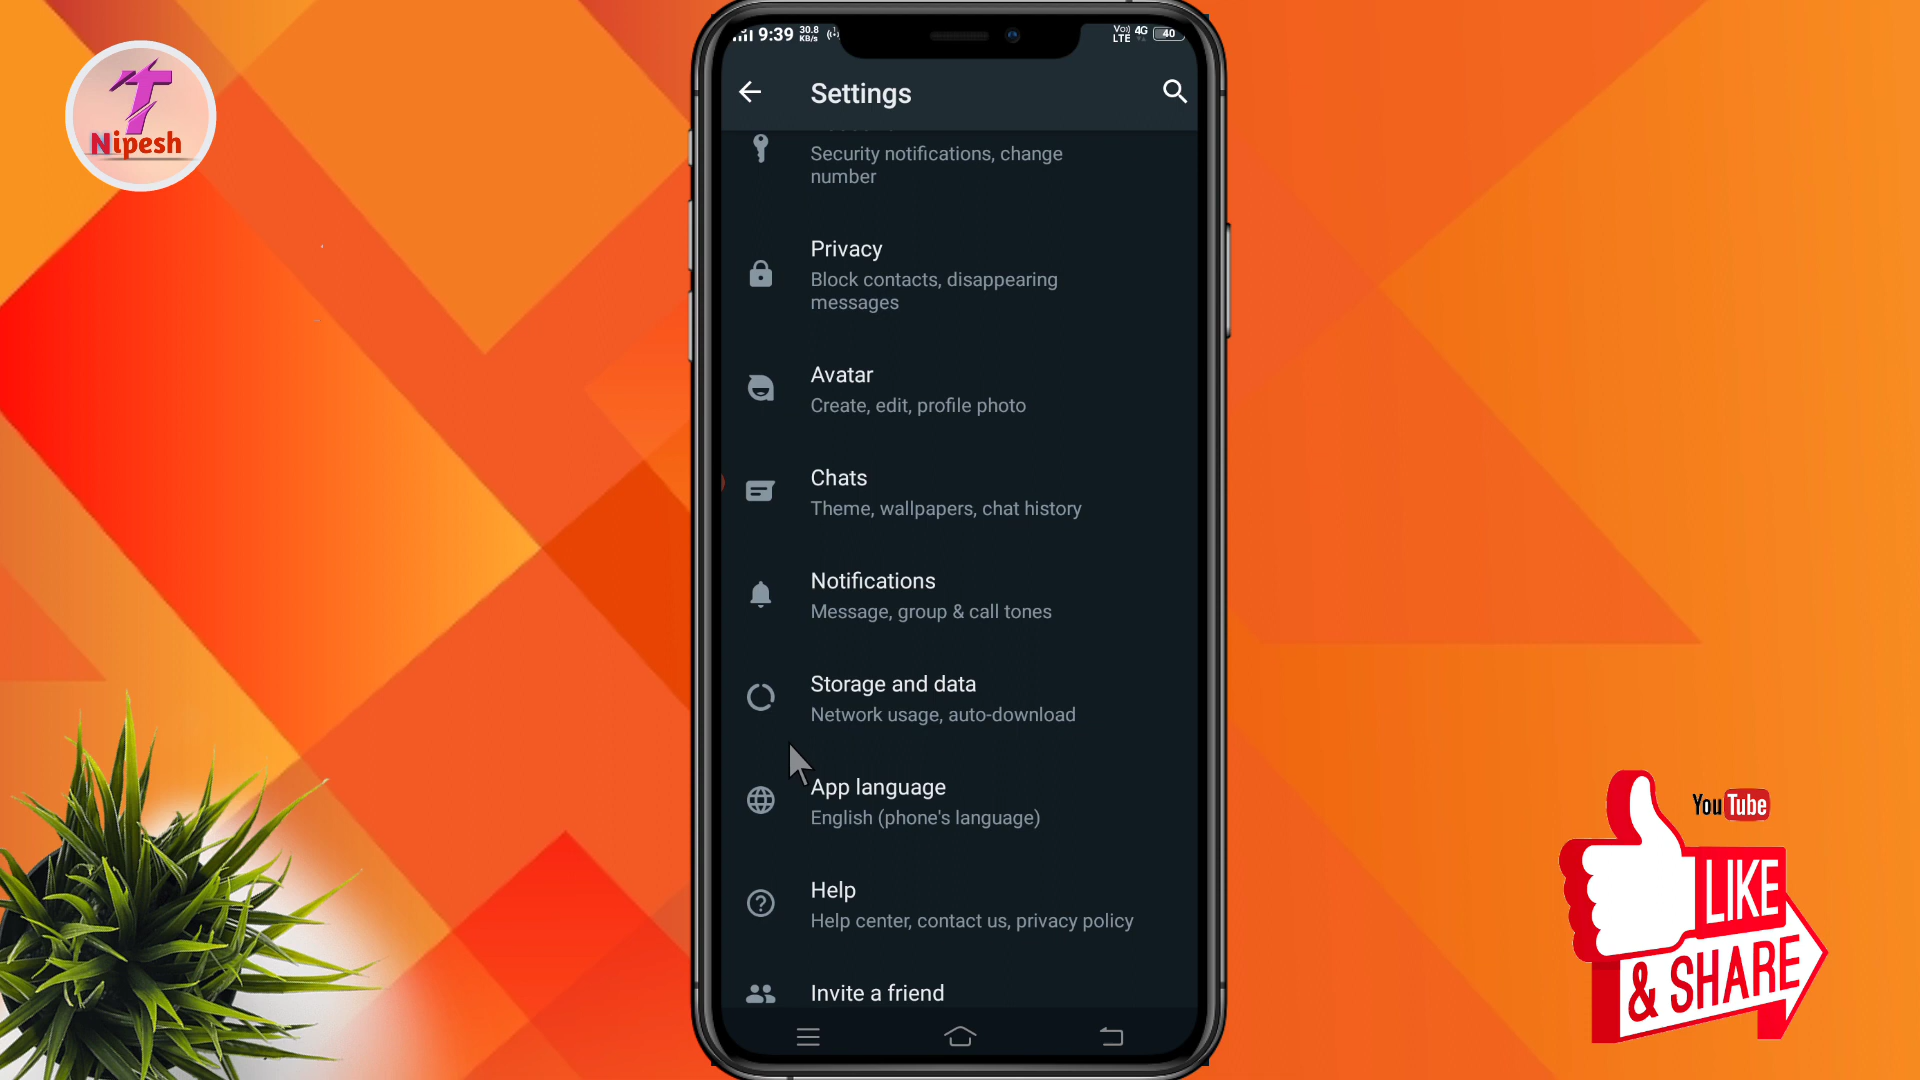 T
Nipesh
9:39 30.8 KB/s
Vo) LTE 4G 40
Settings
Security notifications, change
number
Privacy
Block contacts, disappearing
messages
Avatar
Create, edit, profile photo
Chats
Theme, wallpapers, chat history
Notifications
Message, group & call tones
Storage and data
Network usage, auto-download
App language
English (phone's language)
Help
Help center, contact us, privacy policy
Invite a friend
YouTube
LIKE
& SHARE